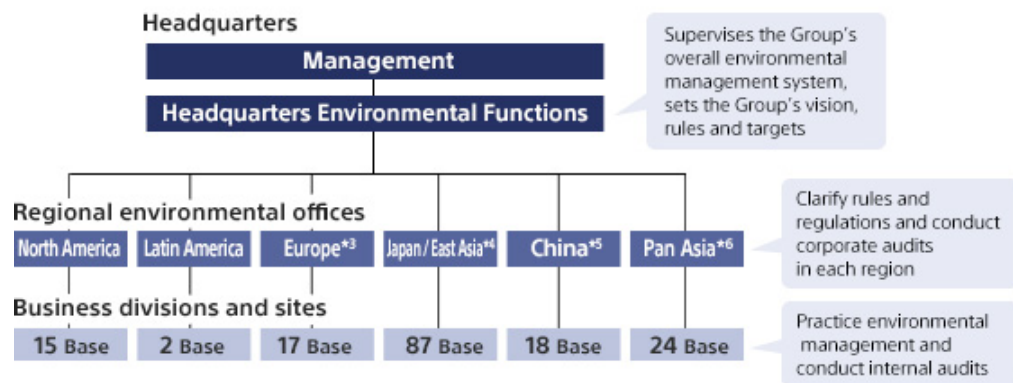 Headquarters
Management
Headquarters Environmental Functions
Supervises the Group's
overall environmental
management system,
sets the Group's vision,
rules and targets
Regional environmental offices
North America
Latin America
Europe*3
Japan / East Asia*4
China*5
Pan Asia*6
Clarify rules and
regulations and conduct
corporate audits
in each region
Business divisions and sites
15 Base
2 Base
17 Base
87 Base
18 Base
24 Base
Practice environmental
management and
conduct internal audits